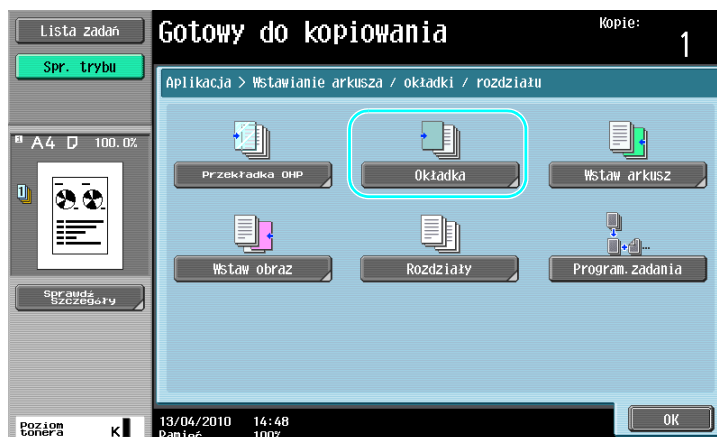 Lista zadań
Gotowy do kopiowania
Kopie:
1
Spr. trybu
Aplikacja > Wstawianie arkusza / okładki / rozdziału
A4 100.0%
1
Przekładka OHP
Okładka
Wstaw arkusz
Wstaw obraz
Rozdziały
Program.zadania
Sprawdź
Szczegóły
Poziom
tonera
K
13/04/2010 14:48
Pamięć 100%
OK